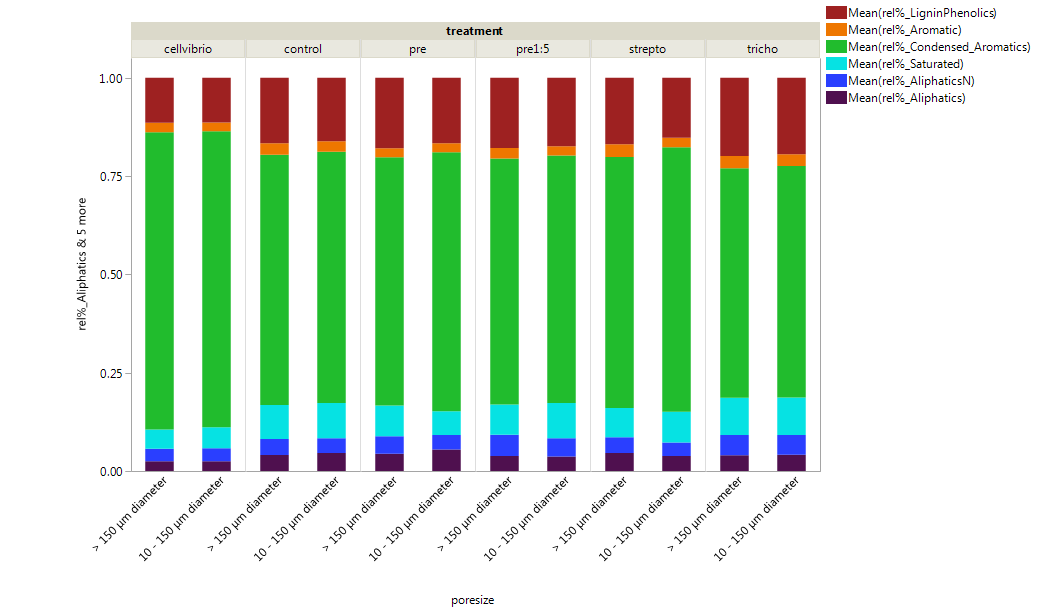 treatment
cellvibrio control pre pre1:5 strepto tricho
Mean(rel%_LigninPhenolics)
Mean(rel%_Aromatic)
Mean(rel%_Condensed_Aromatics)
Mean(rel%_Saturated)
Mean(rel%_AliphaticsN)
Mean(rel%_Aliphatics)
rel%_Aliphatics & 5 more
1.00
0.75
0.50
0.25
0.00
> 150 µm diameter
10 - 150 µm diameter
> 150 µm diameter
10 - 150 µm diameter
> 150 µm diameter
10 - 150 µm diameter
> 150 µm diameter
10 - 150 µm diameter
> 150 µm diameter
10 - 150 µm diameter
> 150 µm diameter
10 - 150 µm diameter
poresize